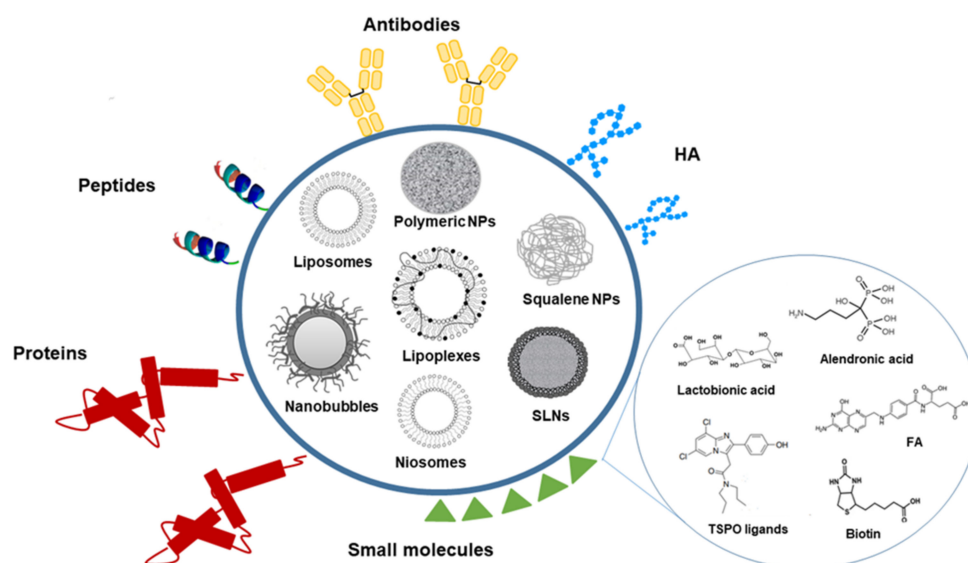 Antibodies
HA
Peptides
Polymeric NPs
Liposomes
Squalene NPs
Proteins
Lipoplexes
Nanobubbles
SLNs
Niosomes
Small molecules
Alendronic acid
Lactobionic acid
FA
TSPO ligands
Biotin